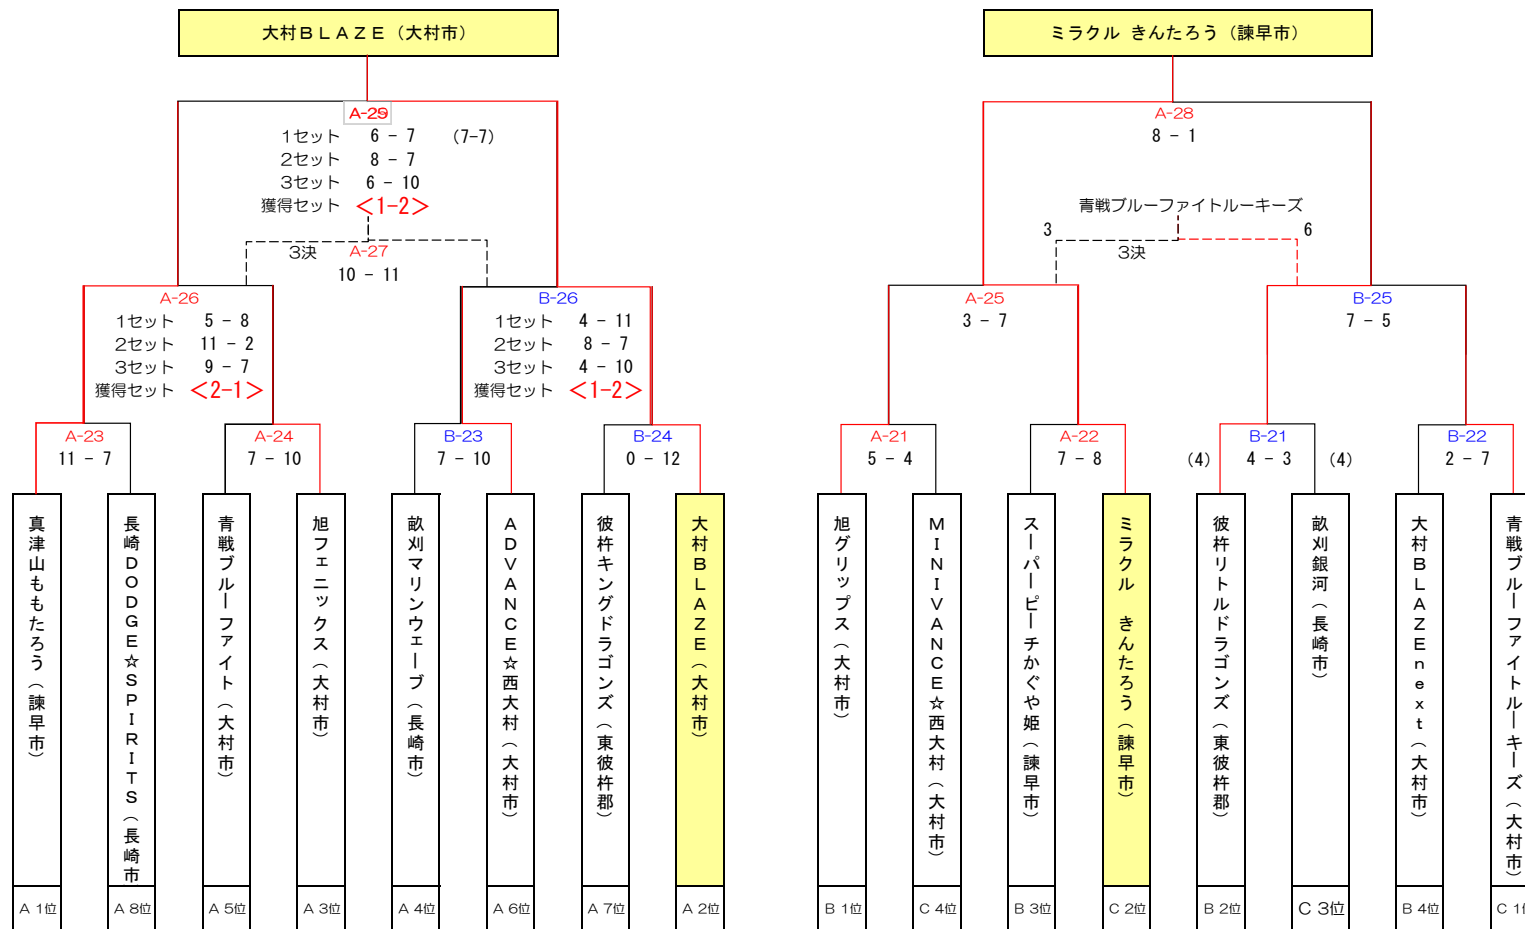 大村ＢＬＡＺＥ（大村市）
ミラクル きんたろう（諫早市）
A-29
1セット 6 - 7 (7-7)
2セット 8 - 7
3セット 6 - 10
獲得セット <1-2>
A-28
8 - 1
青戦ブルーファイトルーキーズ
3 6
3決
3決 A-27
10 - 11
A-26
1セット 5 - 8
2セット 11 - 2
3セット 9 - 7
獲得セット <2-1>
B-26
1セット 4 - 11
2セット 8 - 7
3セット 4 - 10
獲得セット <1-2>
A-25
3 - 7
B-25
7 - 5
A-23
11 - 7
A-24
7 - 10
B-23
7 - 10
B-24
0 - 12
A-21
5 - 4
A-22
7 - 8
B-21
(4) 4 - 3 (4)
B-22
2 - 7
真津山ももたろう（諫早市）
長崎ＤＯＤＧＥ☆ＳＰＩＲＩＴＳ（長崎市
青戦ブルーファイト（大村市）
旭フェニックス（大村市）
畝刈マリンウェーブ（長崎市）
ＡＤＶＡＮＣＥ☆西大村（大村市）
彼杵キングドラゴンズ（東彼杵郡）
大村ＢＬＡＺＥ（大村市）
旭グリップス（大村市）
ＭＩＮＩＶＡＮＣＥ☆西大村（大村市）
スーパーピーチかぐや姫（諫早市）
ミラクル きんたろう（諫早市）
彼杵リトルドラゴンズ（東彼杵郡）
畝刈銀河（長崎市）
大村ＢＬＡＺＥｎｅｘｔ（大村市）
青戦ブルーファイトルーキーズ（大村市）
A 1位
A 8位
A 5位
A 3位
A 4位
A 6位
A 7位
A 2位
B 1位
C 4位
B 3位
C 2位
B 2位
C 3位
B 4位
C 1位